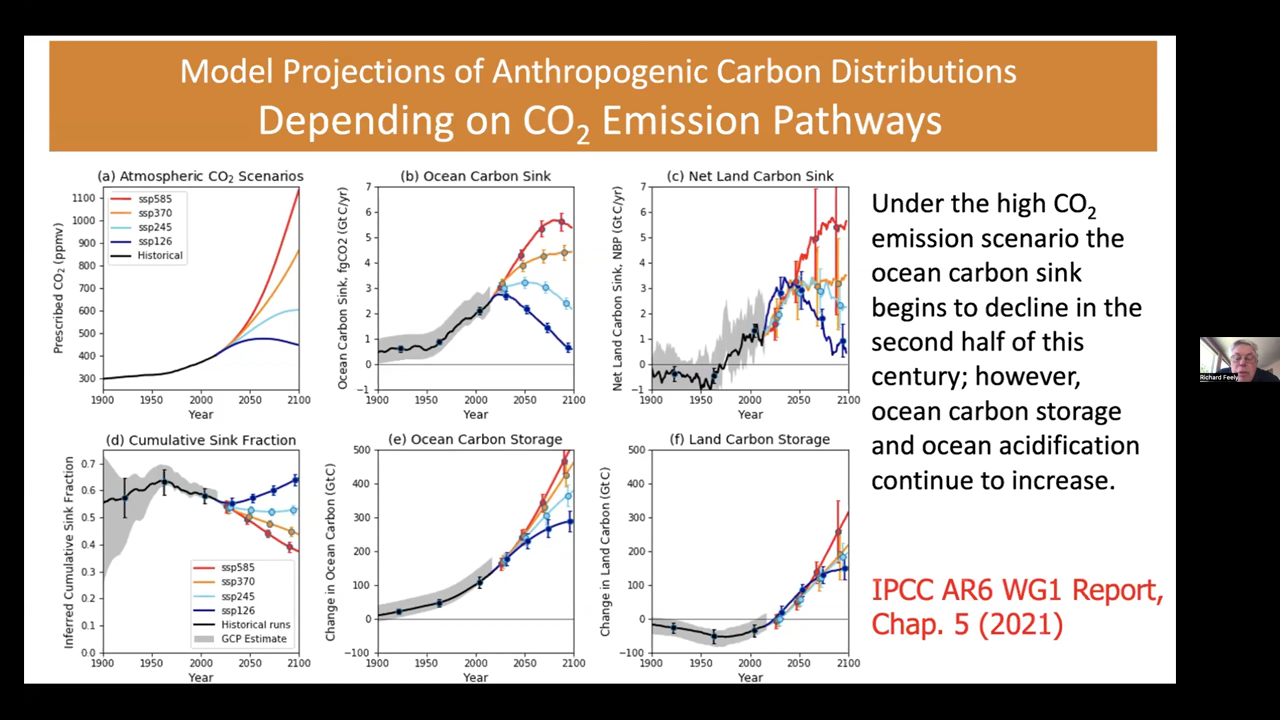 Model Projections of Anthropogenic Carbon Distributions
Depending on CO2 Emission Pathways
(a) Atmospheric CO2 Scenarios
Prescribed CO2 (ppmv)
1100
1000
900
800
700
600
500
400
300
ssp585
ssp370
ssp245
ssp126
Historical
1900 1950 2000 2050 2100
Year
(b) Ocean Carbon Sink
Ocean Carbon Sink, fgCO2 (GtC/yr)
7
6
5
4
3
2
1
0
−1
1900 1950 2000 2050 2100
Year
(c) Net Land Carbon Sink
Net Land Carbon Sink, NBP (GtC/yr)
7
6
5
4
3
2
1
0
−1
1900 1950 2000 2050 2100
Year
(d) Cumulative Sink Fraction
Inferred Cumulative Sink Fraction
0.7
0.6
0.5
0.4
0.3
0.2
0.1
0.0
ssp585
ssp370
ssp245
ssp126
Historical runs
GCP Estimate
1900 1950 2000 2050 2100
Year
(e) Ocean Carbon Storage
Change in Ocean Carbon (GtC)
500
400
300
200
100
0
−100
1900 1950 2000 2050 2100
Year
(f) Land Carbon Storage
Change in Land Carbon (GtC)
500
400
300
200
100
0
−100
1900 1950 2000 2050 2100
Year
Under the high CO2
emission scenario the
ocean carbon sink
begins to decline in the
second half of this
century; however,
ocean carbon storage
and ocean acidification
continue to increase.
IPCC AR6 WG1 Report,
Chap. 5 (2021)
Richard Feely